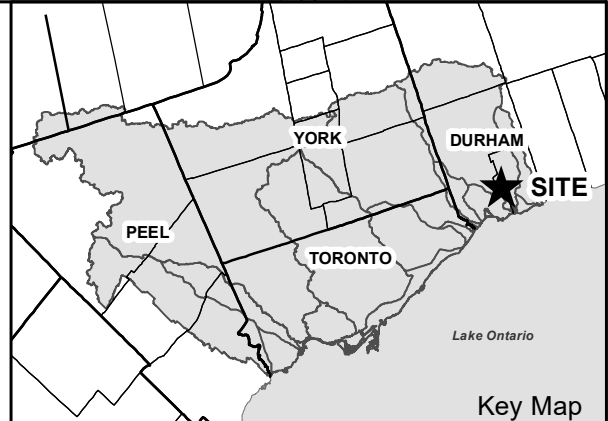 YORK
DURHAM
SITE
PEEL
TORONTO
Lake Ontario
Key Map